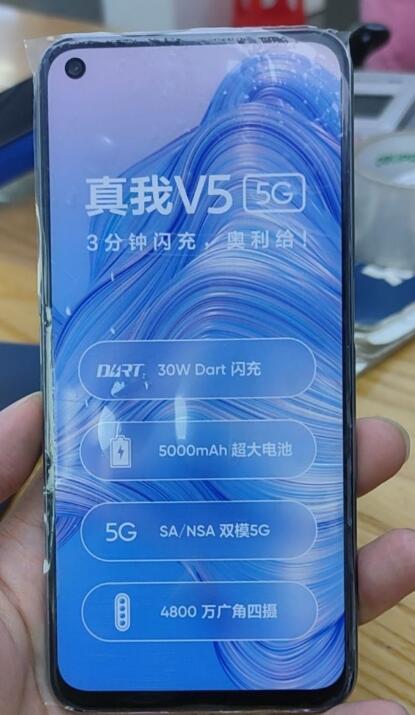 真我V5 5G
3分钟闪充，奥利给！
DART 30W Dart 闪充
5000mAh 超大电池
5G SA/NSA 双模5G
4800 万广角四摄